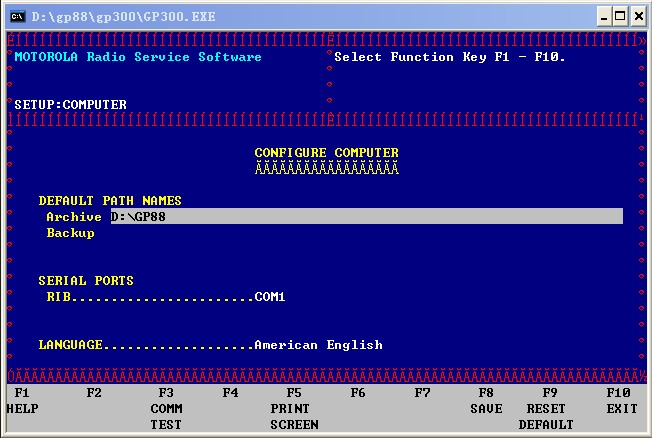 D:\gp88\gp300\GP300.EXE
MOTOROLA Radio Service Software
Select Function Key F1 - F10.
SETUP:COMPUTER
CONFIGURE COMPUTER
DEFAULT PATH NAMES
Archive D:\GP88
Backup
SERIAL PORTS
RIB.......................COM1
LANGUAGE...................American English
F1 F2 F3 F4 F5 F6 F7 F8 F9 F10
HELP COMM PRINT SAVE RESET EXIT
TEST SCREEN DEFAULT